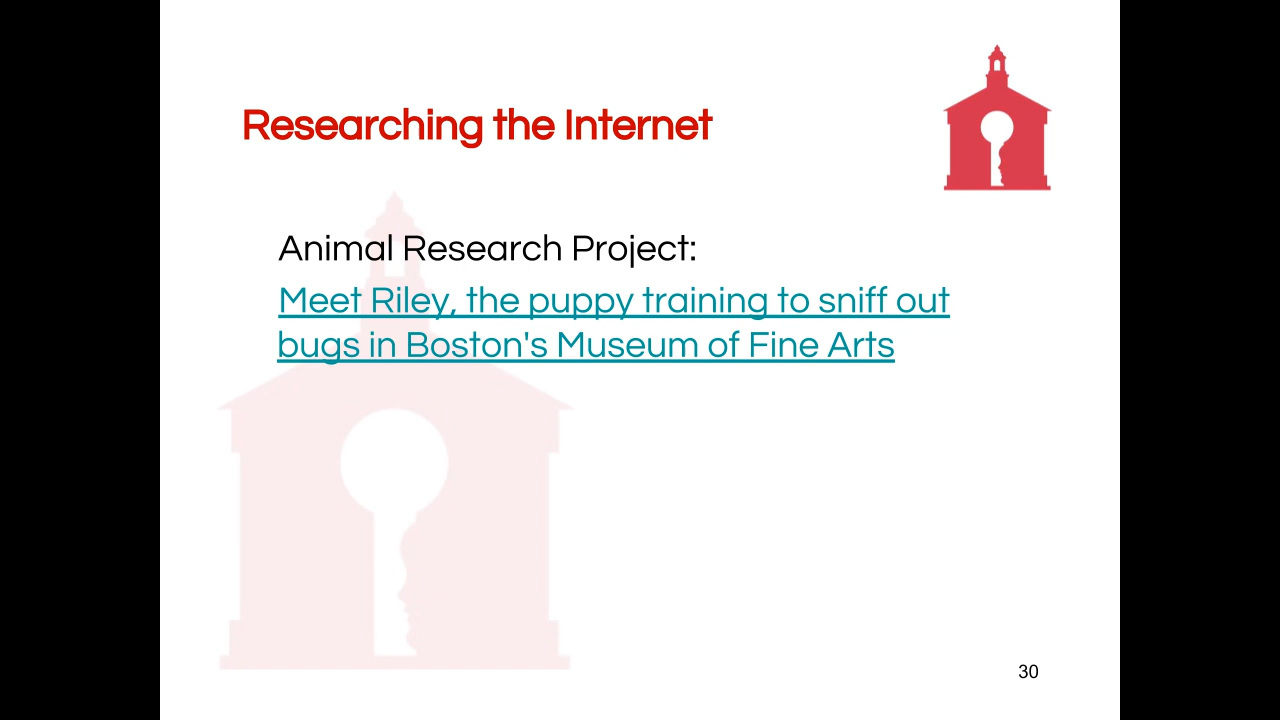 Researching the Internet
Animal Research Project:
Meet Riley, the puppy training to sniff out
bugs in Boston's Museum of Fine Arts
30